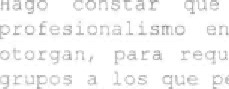 Hago constar que
profesionalismo en
otorgan, para requ
grupos a los que pe